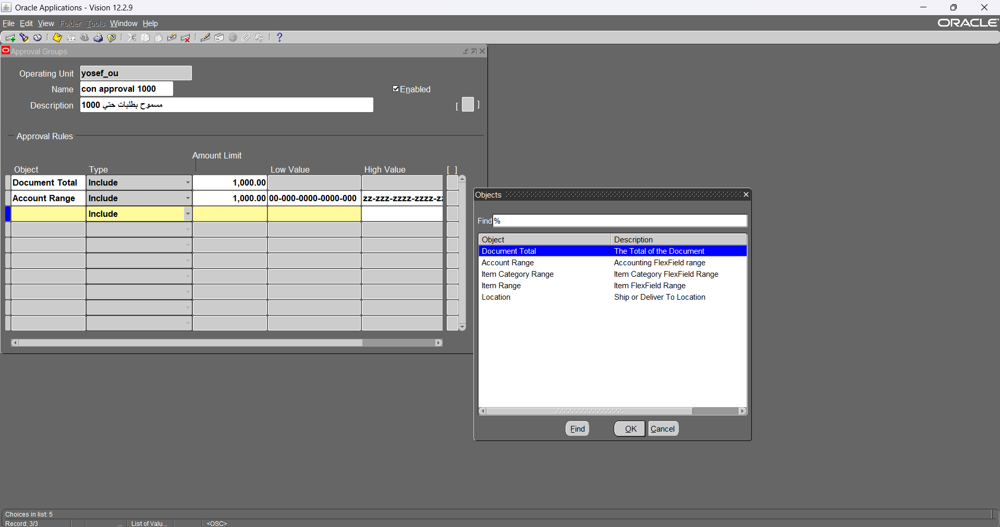 Oracle Applications - Vision 12.2.9
File Edit View Folder Tools Window Help
ORACLE
Approval Groups
Operating Unit yosef_ou
Name con approval 1000
Enabled
Description مسموح بطلبات حتي 1000
[ ]
Approval Rules
Amount Limit
Object Type Low Value High Value [ ]
Document Total Include 1,000.00
Account Range Include 1,000.00 00-000-0000-0000-000 zz-zzz-zzzz-zzzz-zz
Include
Objects
Find %
Object Description
Document Total The Total of the Document
Account Range Accounting FlexField range
Item Category Range Item Category FlexField Range
Item Range Item FlexField Range
Location Ship or Deliver To Location
Find OK Cancel
Choices in list: 5
Record: 3/3 ... List of Valu... <OSC>